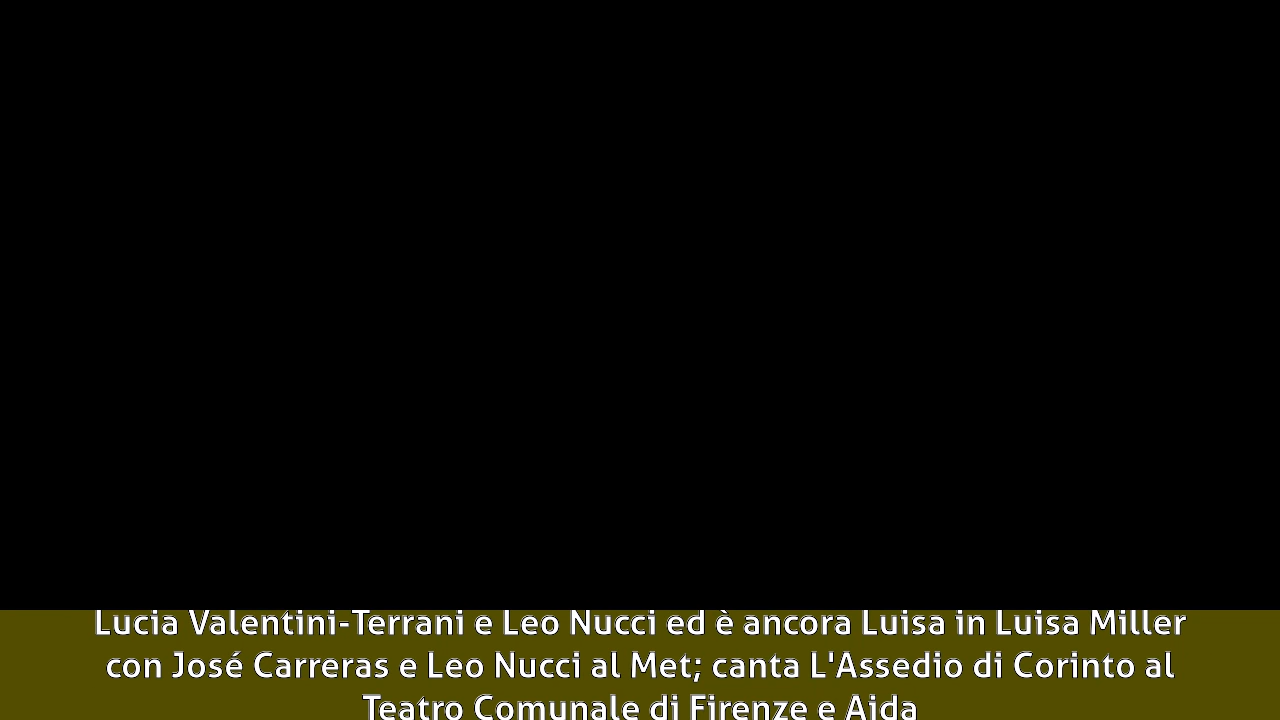 Lucia Valentini-Terrani e Leo Nucci ed è ancora Luisa in Luisa Miller
con José Carreras e Leo Nucci al Met; canta L'Assedio di Corinto al
Teatro Comunale di Firenze e Aida